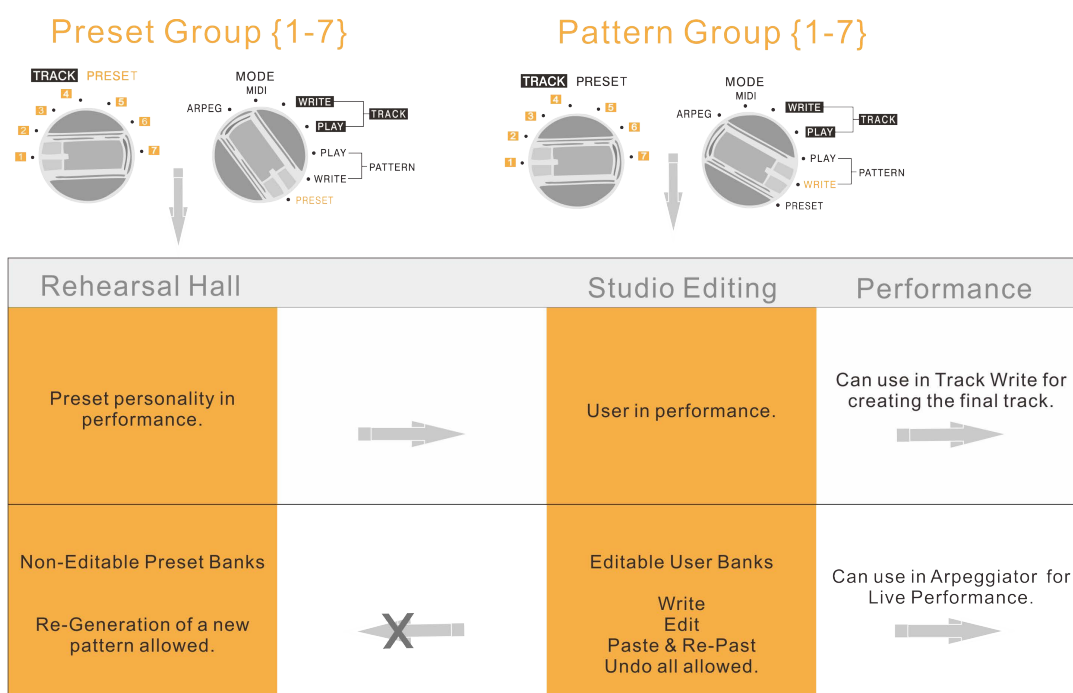 Preset Group {1-7}
Pattern Group {1-7}
TRACK PRESET
1
2
3
4
5
6
7
MODE
MIDI
ARPEG
WRITE
PLAY
TRACK
PLAY
WRITE
PATTERN
PRESET
TRACK PRESET
1
2
3
4
5
6
7
MODE
MIDI
ARPEG
WRITE
PLAY
TRACK
PLAY
WRITE
PATTERN
PRESET
Rehearsal Hall
Studio Editing
Performance
Preset personality in
performance.
User in performance.
Can use in Track Write for
creating the final track.
Non-Editable Preset Banks
Re-Generation of a new
pattern allowed.
X
Editable User Banks
Write
Edit
Paste & Re-Past
Undo all allowed.
Can use in Arpeggiator for
Live Performance.